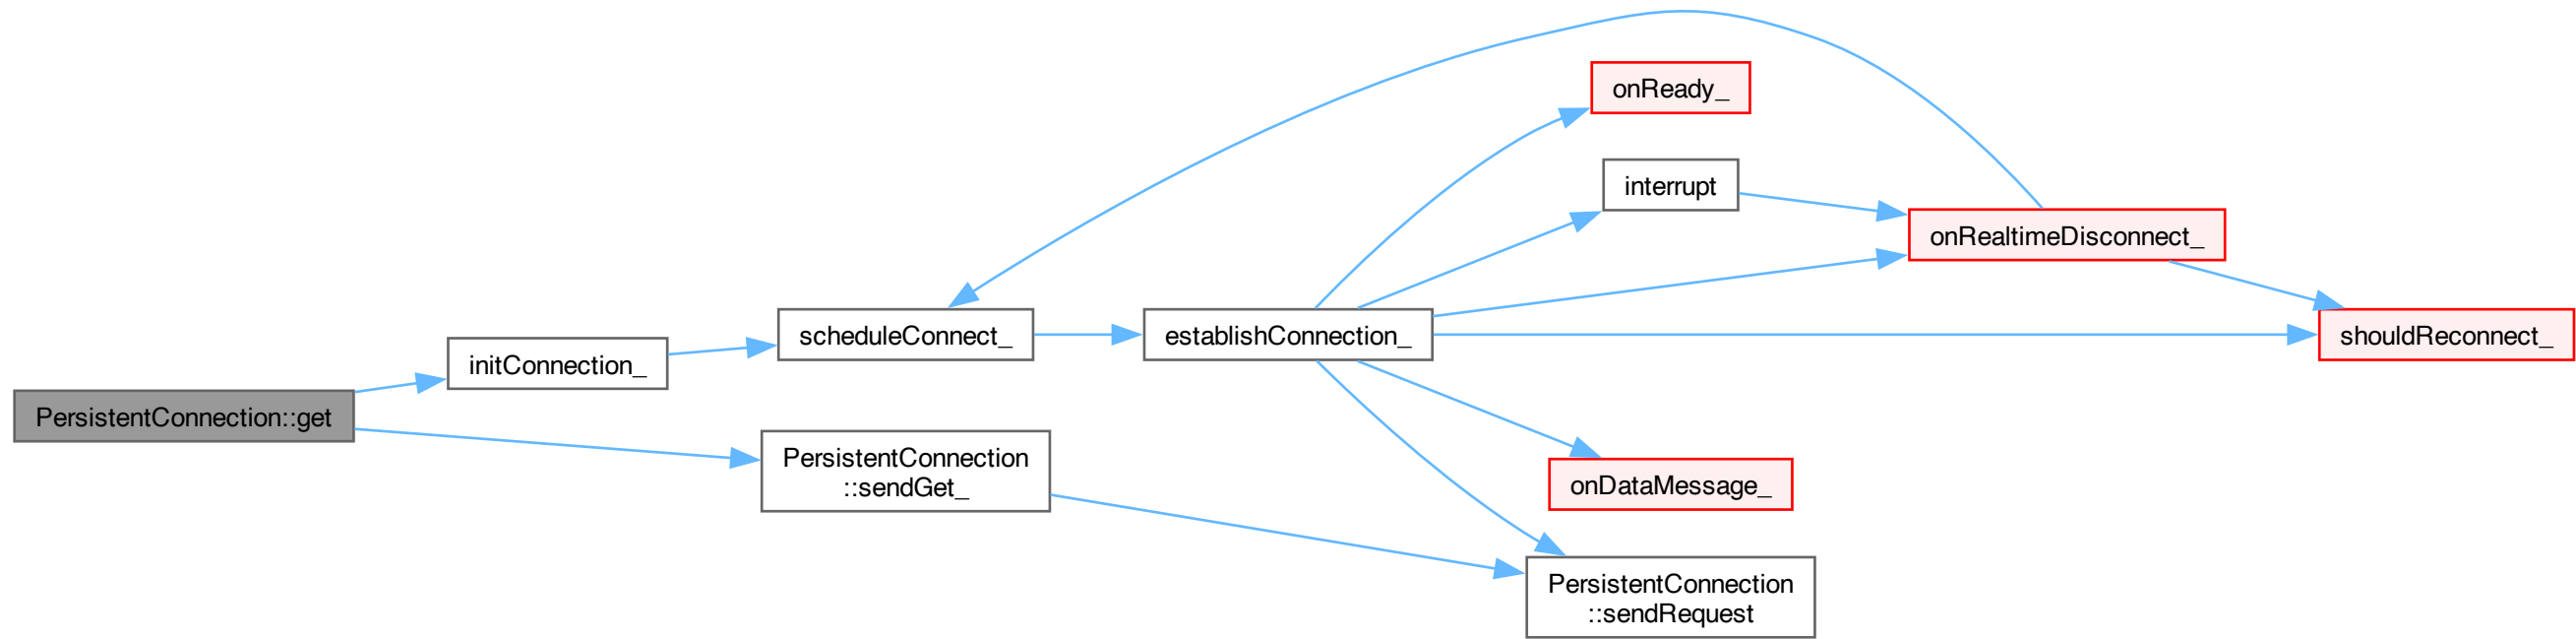 onReady_
interrupt
onRealtimeDisconnect_
scheduleConnect_
establishConnection_
shouldReconnect_
initConnection_
PersistentConnection::get
PersistentConnection
::sendGet_
onDataMessage_
PersistentConnection
::sendRequest